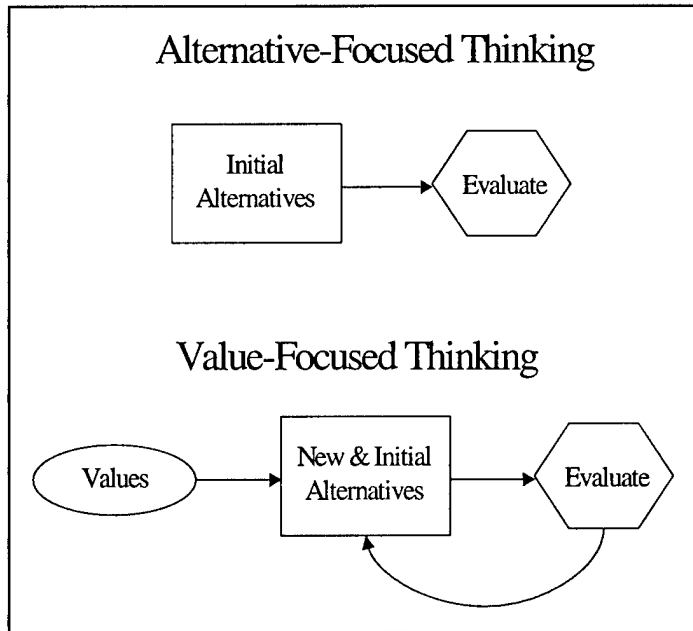 Alternative-Focused Thinking
Initial
Alternatives
Evaluate
Value-Focused Thinking
Values
New & Initial
Alternatives
Evaluate